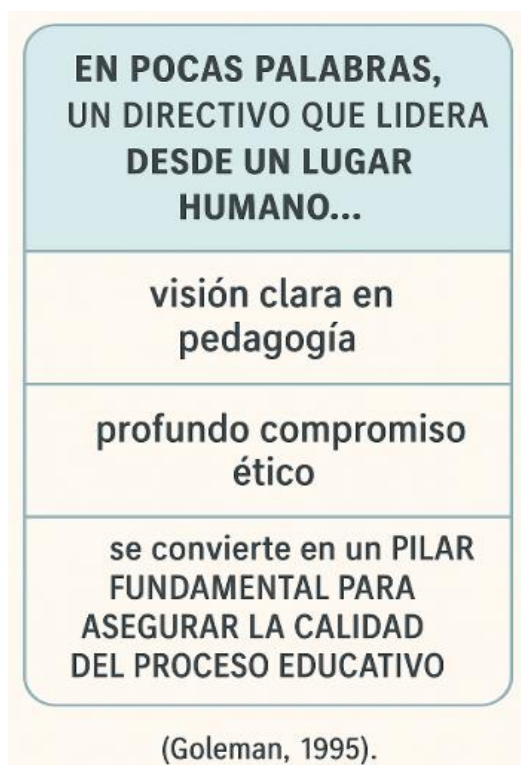 EN POCAS PALABRAS,
UN DIRECTIVO QUE LIDERA
DESDE UN LUGAR
HUMANO...
visión clara en
pedagogía
profundo compromiso
ético
se convierte en un PILAR
FUNDAMENTAL PARA
ASEGURAR LA CALIDAD
DEL PROCESO EDUCATIVO
(Goleman, 1995).